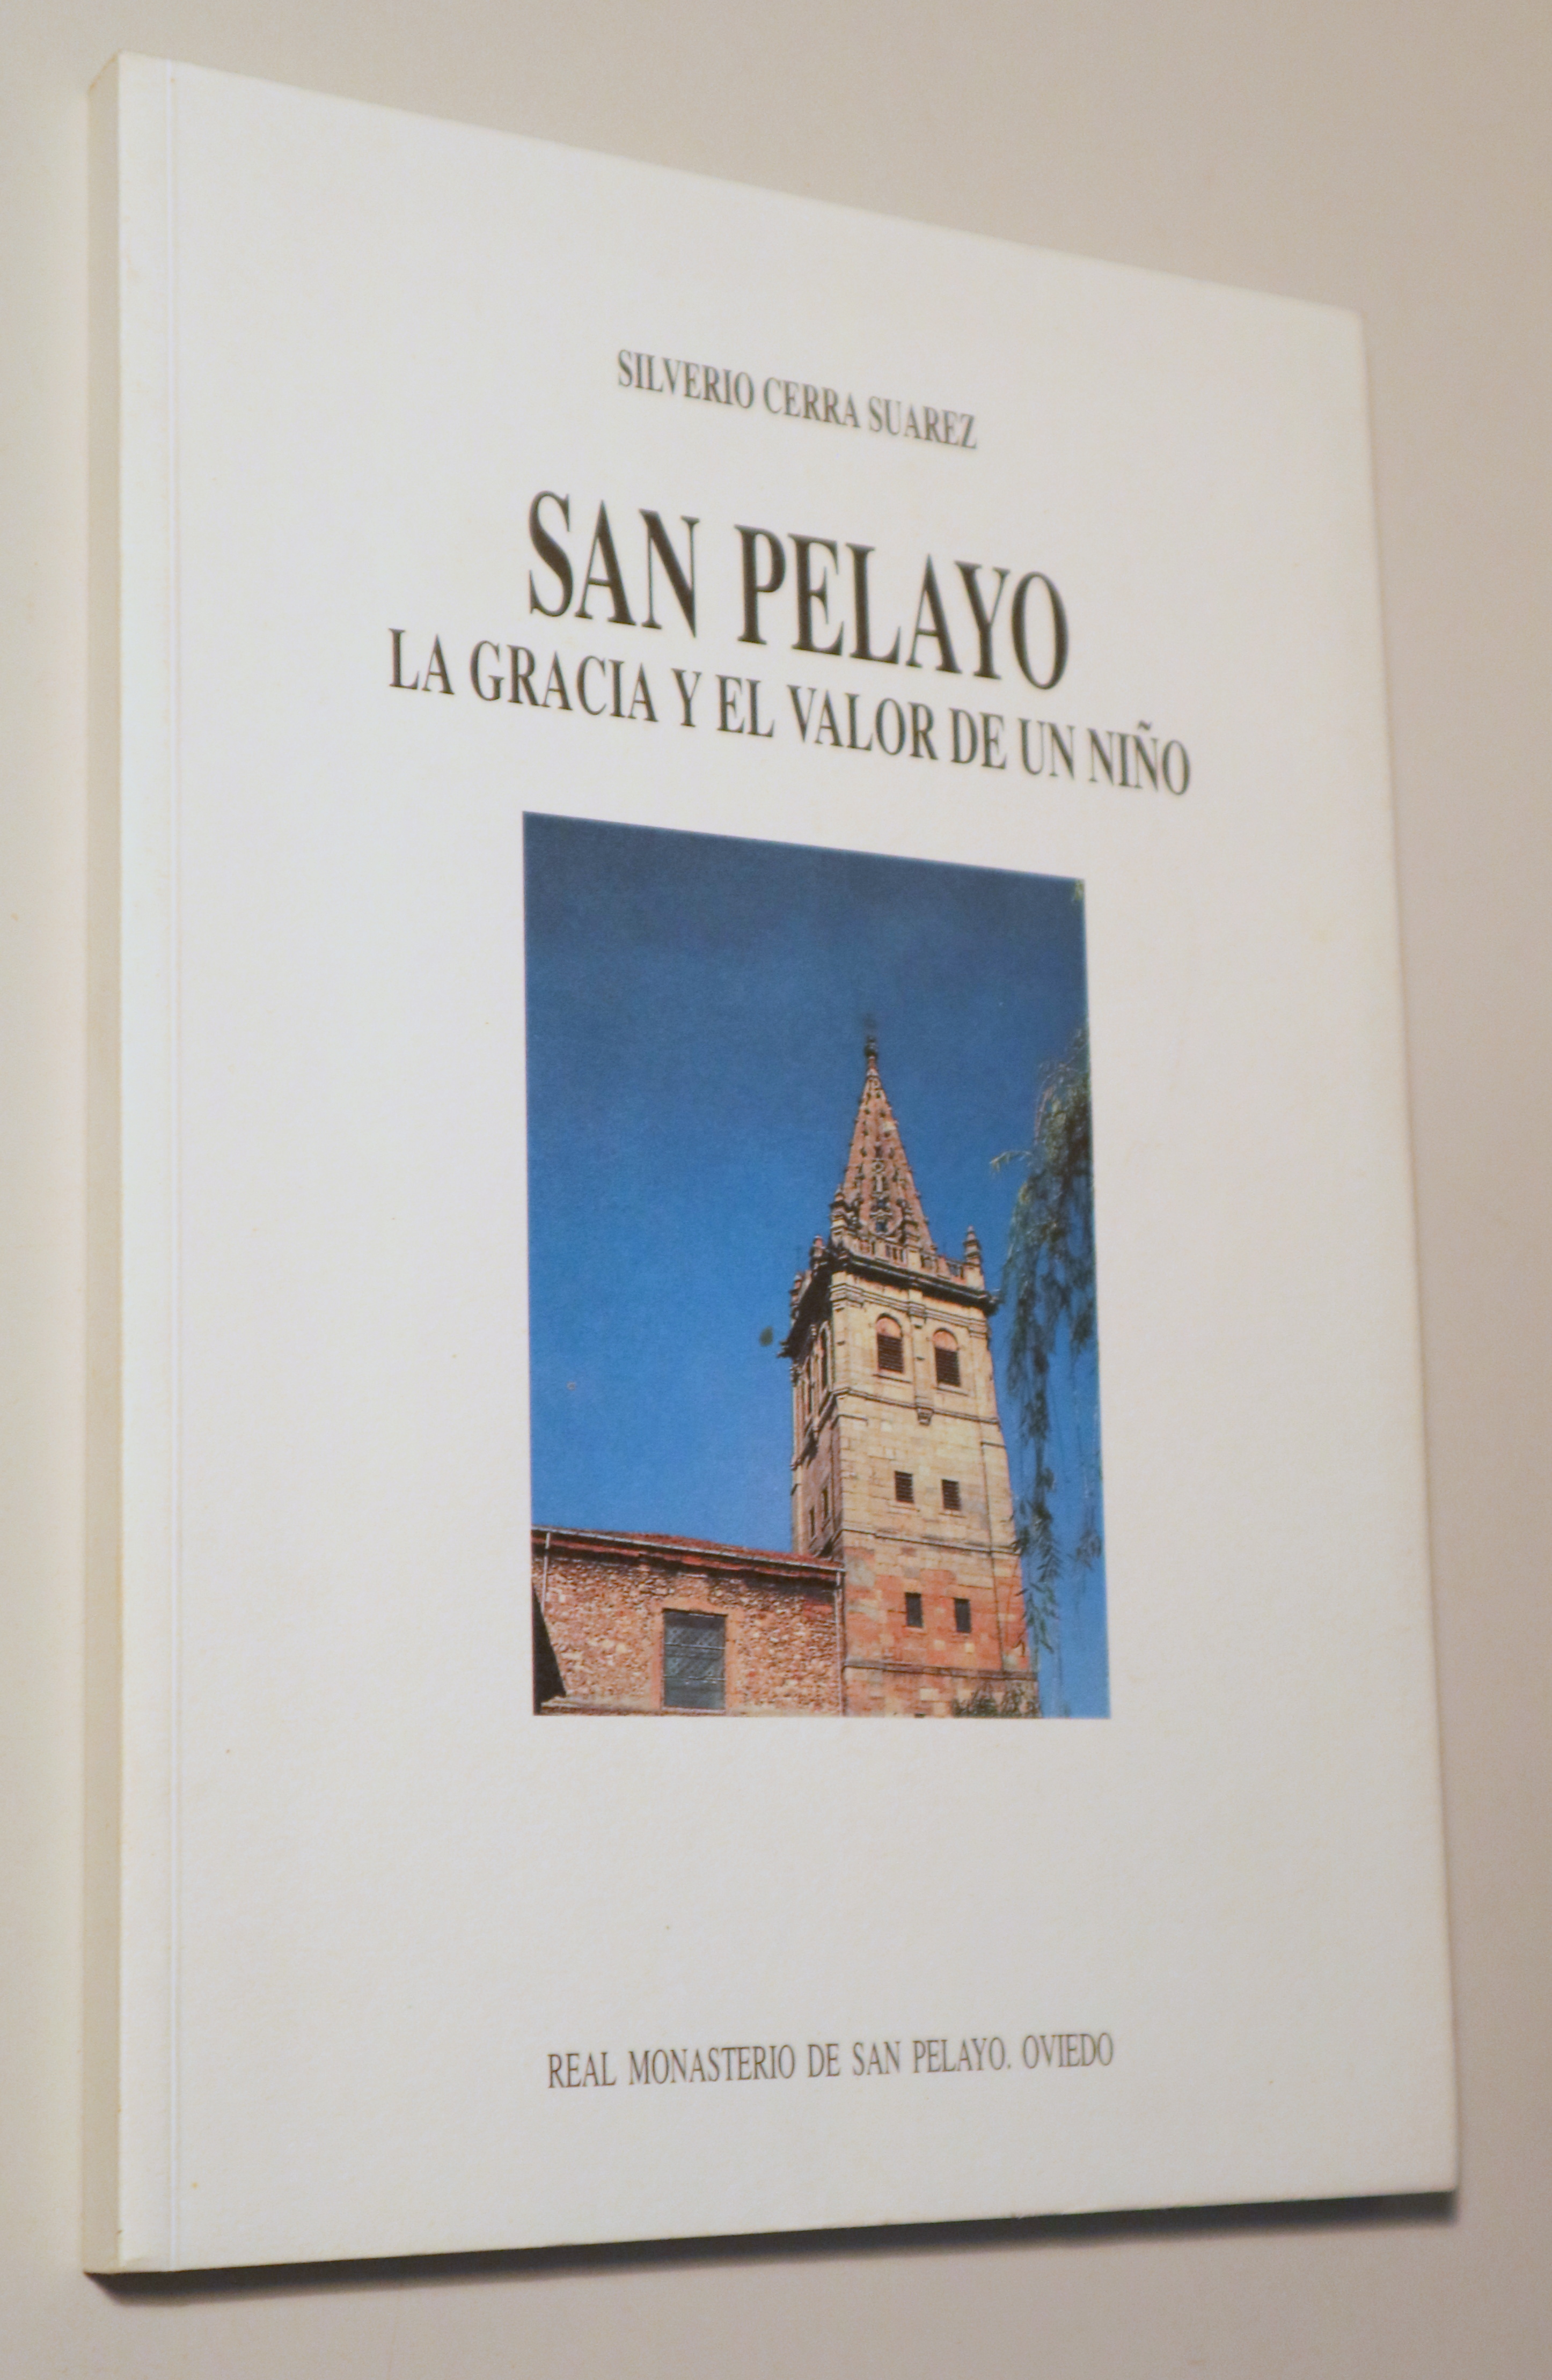 SILVERIO CERRA SUAREZ
SAN PELAYO
LA GRACIA Y EL VALOR DE UN NIÑO
REAL MONASTERIO DE SAN PELAYO. OVIEDO